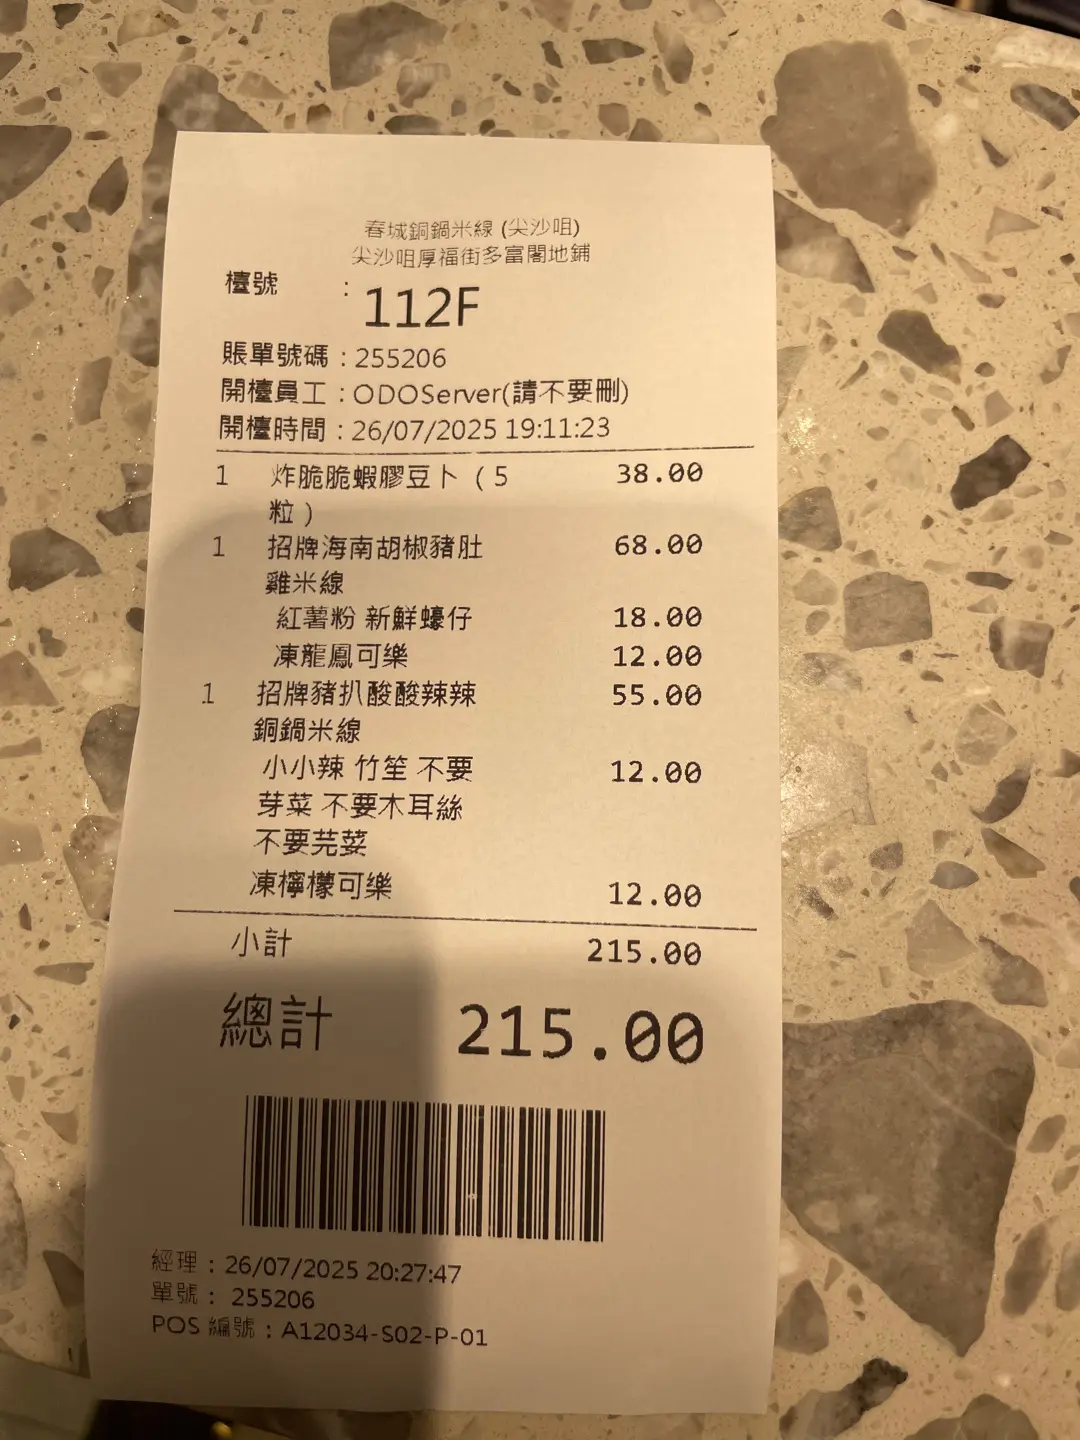 春城銅鍋米線 (尖沙咀)
尖沙咀厚福街多富閣地鋪
檯號 : 112F
賬單號碼 : 255206
開檯員工 : ODOServer(請不要刪)
開檯時間 : 26/07/2025 19:11:23
1 炸脆脆蝦膠豆卜 ( 5 38.00
粒 )
1 招牌海南胡椒豬肚 68.00
雞米線
紅薯粉 新鮮蠔仔 18.00
凍龍鳳可樂 12.00
1 招牌豬扒酸酸辣辣 55.00
銅鍋米線
小小辣 竹笙 不要 12.00
芽菜 不要木耳絲
不要芫荽
凍檸檬可樂 12.00
小計 215.00
總計 215.00
經理 : 26/07/2025 20:27:47
單號 : 255206
POS 編號 : A12034-S02-P-01